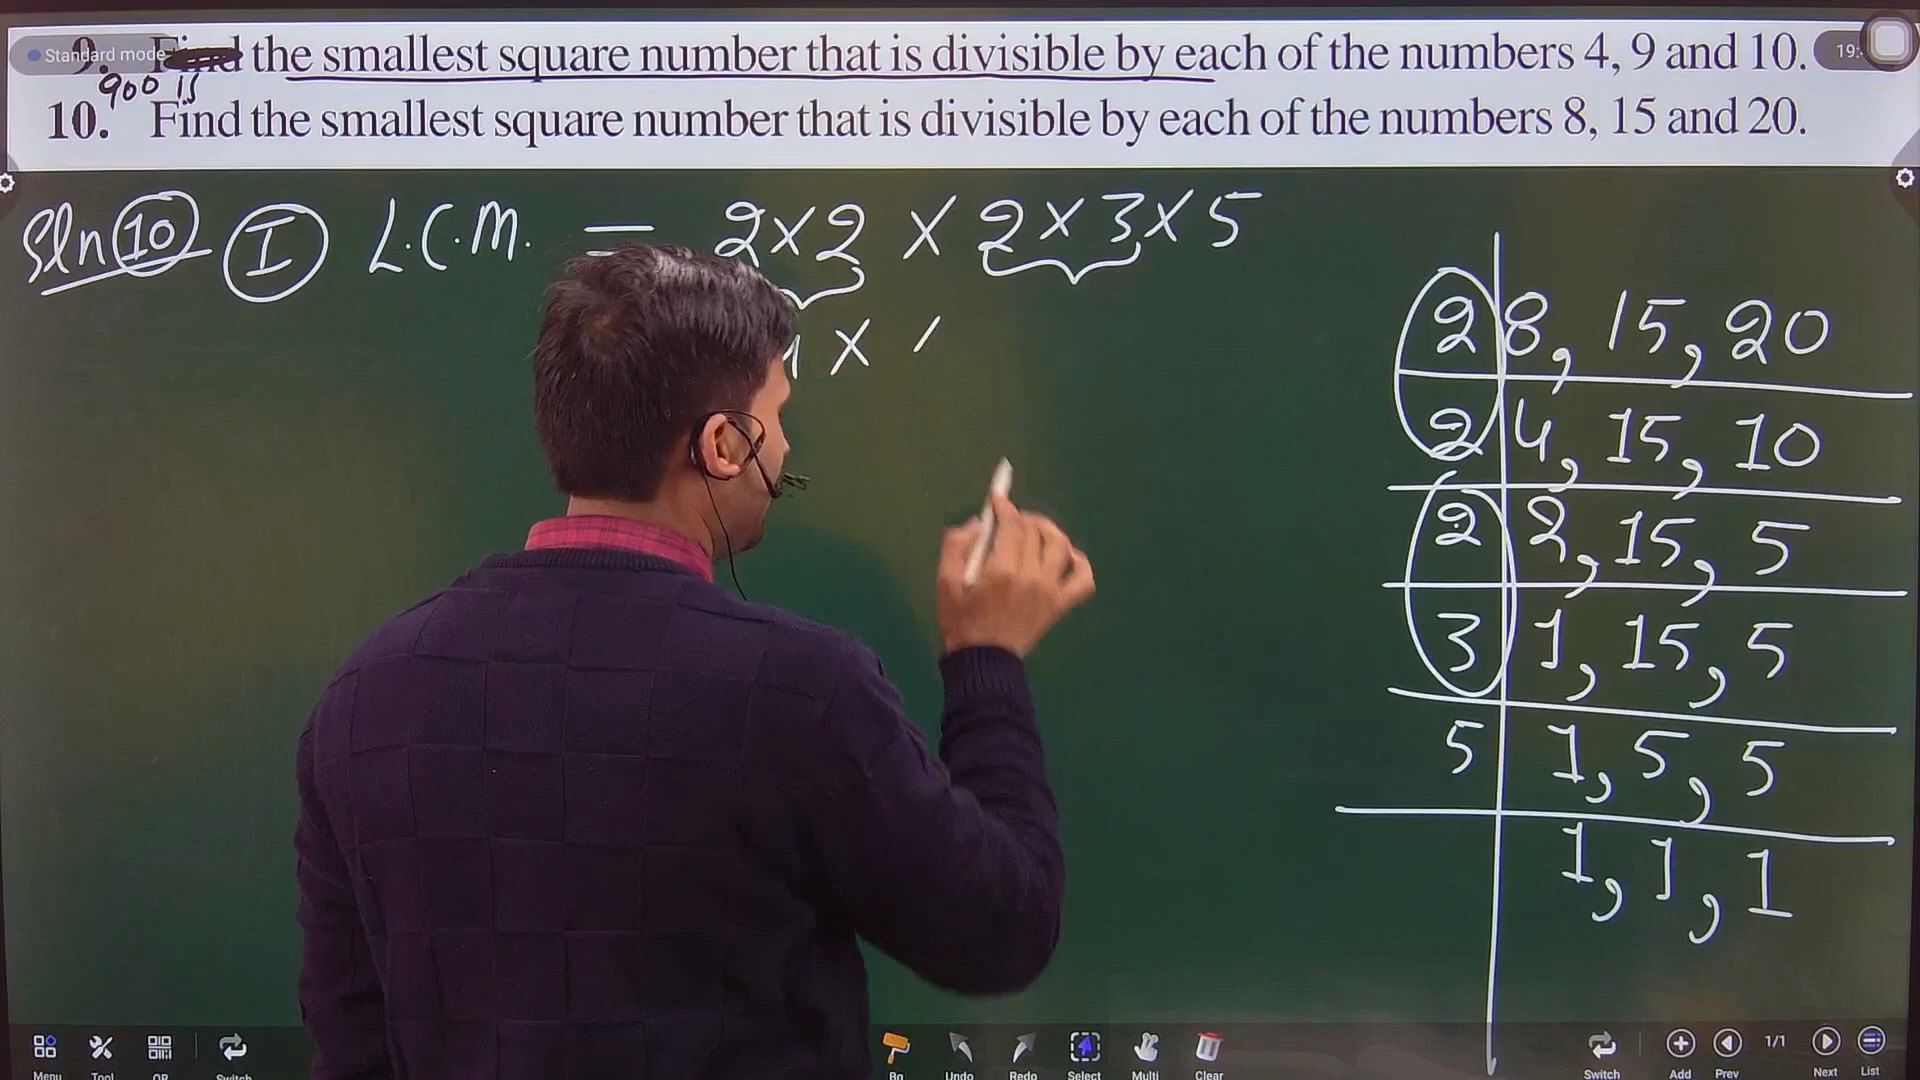 Standard mode
9. Find the smallest square number that is divisible by each of the numbers 4, 9 and 10.
19:
900 is
10. Find the smallest square number that is divisible by each of the numbers 8, 15 and 20.
Sln 10 I L.C.M. = 2×2 × 2×3×5
×
2 8, 15, 20
2 4, 15, 10
2 2, 15, 5
3 1, 15, 5
5 1, 5, 5
1, 1, 1
Menu Tool QR Switch Bg Undo Redo Select Multi Clear Switch Add Prev 1/1 Next List